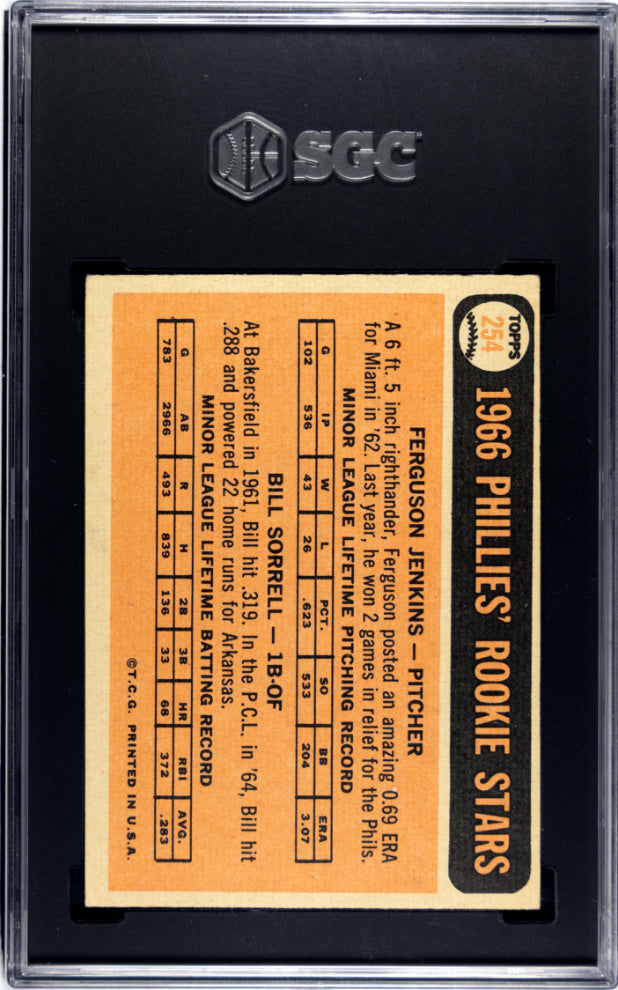 SGC
TOPPS
254
1966 PHILLIES' ROOKIE STARS
FERGUSON JENKINS — PITCHER
A 6 ft. 5 inch righthander, Ferguson posted an amazing 0.69 ERA
for Miami in '62. Last year, he won 2 games in relief for the Phils.
MINOR LEAGUE LIFETIME PITCHING RECORD
G IP W L PCT. SO BB ERA
102 536 43 26 .623 533 204 3.07
BILL SORRELL — 1B-OF
At Bakersfield in 1961, Bill hit .319. In the P.C.L. in '64, Bill hit
.288 and powered 22 home runs for Arkansas.
MINOR LEAGUE LIFETIME BATTING RECORD
G AB R H 2B 3B HR RBI AVG.
783 2966 493 839 136 33 68 372 .283
©T.C.G. PRINTED IN U.S.A.